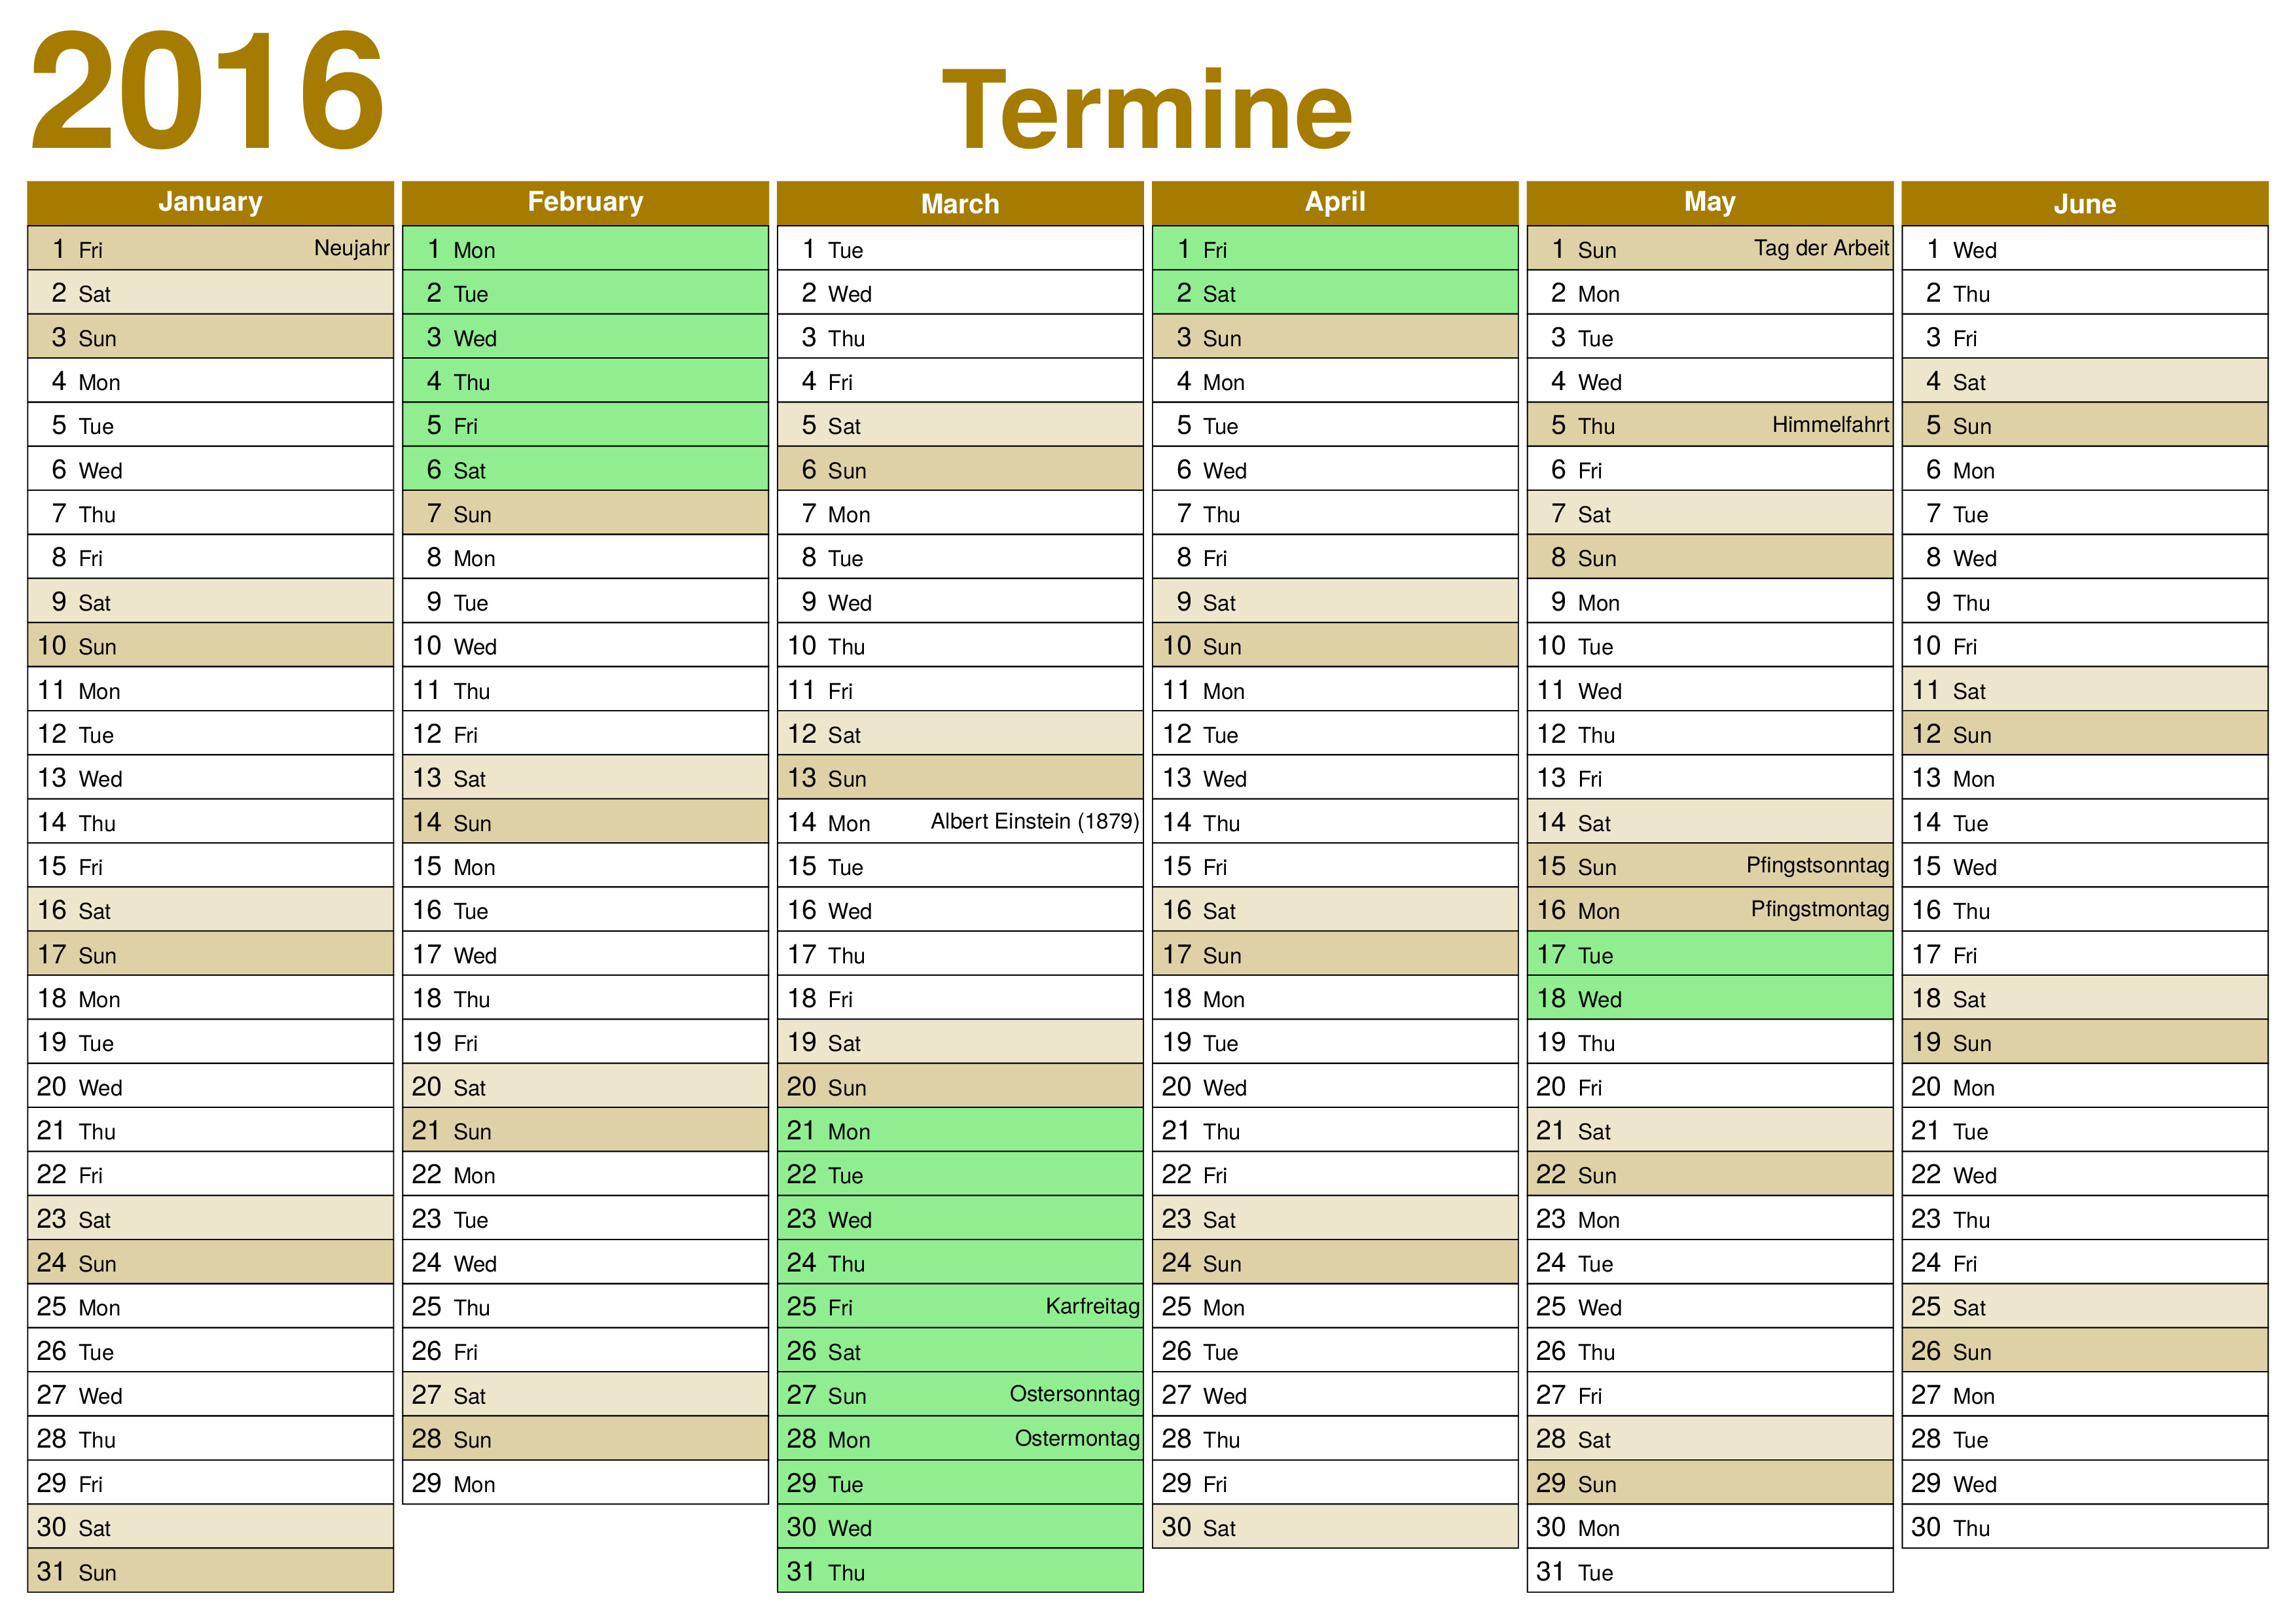 2016
Termine
January
1 Fri Neujahr
2 Sat
3 Sun
4 Mon
5 Tue
6 Wed
7 Thu
8 Fri
9 Sat
10 Sun
11 Mon
12 Tue
13 Wed
14 Thu
15 Fri
16 Sat
17 Sun
18 Mon
19 Tue
20 Wed
21 Thu
22 Fri
23 Sat
24 Sun
25 Mon
26 Tue
27 Wed
28 Thu
29 Fri
30 Sat
31 Sun
February
1 Mon
2 Tue
3 Wed
4 Thu
5 Fri
6 Sat
7 Sun
8 Mon
9 Tue
10 Wed
11 Thu
12 Fri
13 Sat
14 Sun
15 Mon
16 Tue
17 Wed
18 Thu
19 Fri
20 Sat
21 Sun
22 Mon
23 Tue
24 Wed
25 Thu
26 Fri
27 Sat
28 Sun
29 Mon
March
1 Tue
2 Wed
3 Thu
4 Fri
5 Sat
6 Sun
7 Mon
8 Tue
9 Wed
10 Thu
11 Fri
12 Sat
13 Sun
14 Mon Albert Einstein (1879)
15 Tue
16 Wed
17 Thu
18 Fri
19 Sat
20 Sun
21 Mon
22 Tue
23 Wed
24 Thu
25 Fri Karfreitag
26 Sat
27 Sun Ostersonntag
28 Mon Ostermontag
29 Tue
30 Wed
31 Thu
April
1 Fri
2 Sat
3 Sun
4 Mon
5 Tue
6 Wed
7 Thu
8 Fri
9 Sat
10 Sun
11 Mon
12 Tue
13 Wed
14 Thu
15 Fri
16 Sat
17 Sun
18 Mon
19 Tue
20 Wed
21 Thu
22 Fri
23 Sat
24 Sun
25 Mon
26 Tue
27 Wed
28 Thu
29 Fri
30 Sat
May
1 Sun Tag der Arbeit
2 Mon
3 Tue
4 Wed
5 Thu Himmelfahrt
6 Fri
7 Sat
8 Sun
9 Mon
10 Tue
11 Wed
12 Thu
13 Fri
14 Sat
15 Sun Pfingstsonntag
16 Mon Pfingstmontag
17 Tue
18 Wed
19 Thu
20 Fri
21 Sat
22 Sun
23 Mon
24 Tue
25 Wed
26 Thu
27 Fri
28 Sat
29 Sun
30 Mon
31 Tue
June
1 Wed
2 Thu
3 Fri
4 Sat
5 Sun
6 Mon
7 Tue
8 Wed
9 Thu
10 Fri
11 Sat
12 Sun
13 Mon
14 Tue
15 Wed
16 Thu
17 Fri
18 Sat
19 Sun
20 Mon
21 Tue
22 Wed
23 Thu
24 Fri
25 Sat
26 Sun
27 Mon
28 Tue
29 Wed
30 Thu